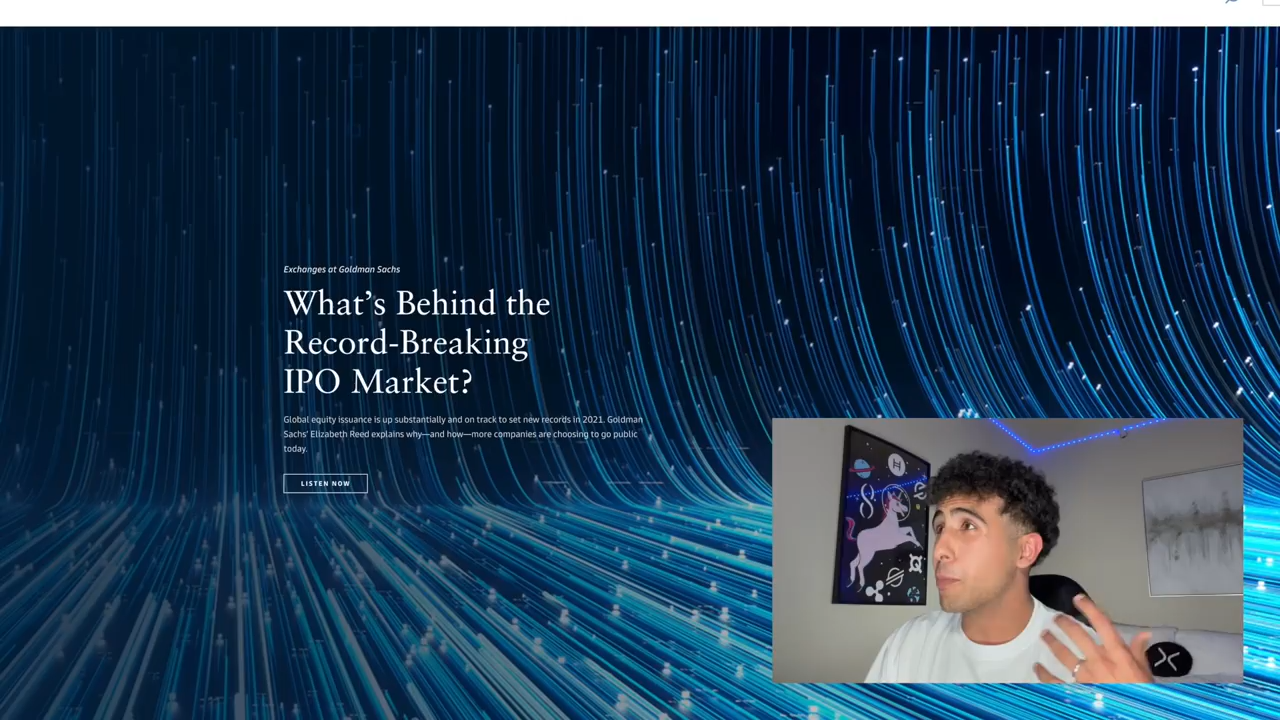 Exchanges at Goldman Sachs
What's Behind the
Record-Breaking
IPO Market?
Global equity issuance is up substantially and on track to set new records in 2021. Goldman
Sachs' Elizabeth Reed explains why—and how—more companies are choosing to go public
today.
LISTEN NOW